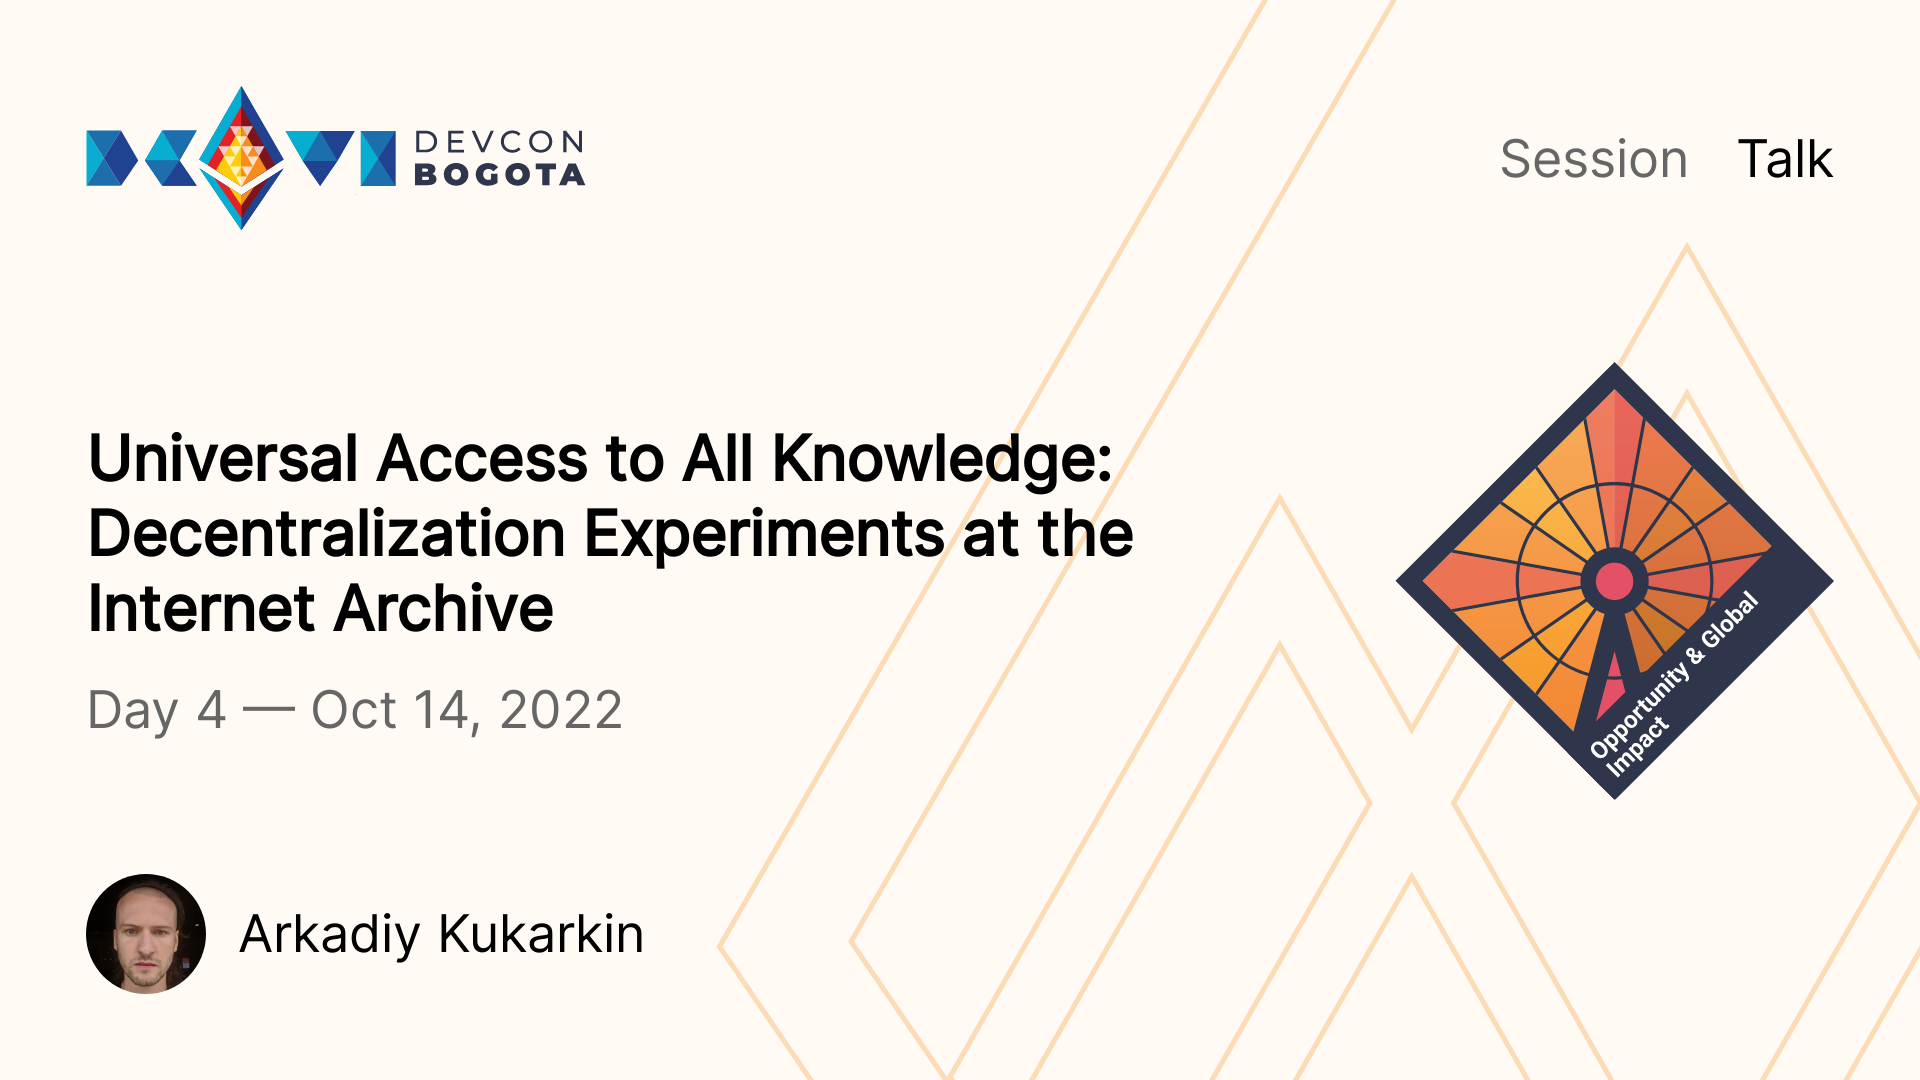 DEVCON
BOGOTA
Session Talk
Universal Access to All Knowledge:
Decentralization Experiments at the
Internet Archive
Day 4 — Oct 14, 2022
Opportunity & Global
Impact
Arkadiy Kukarkin